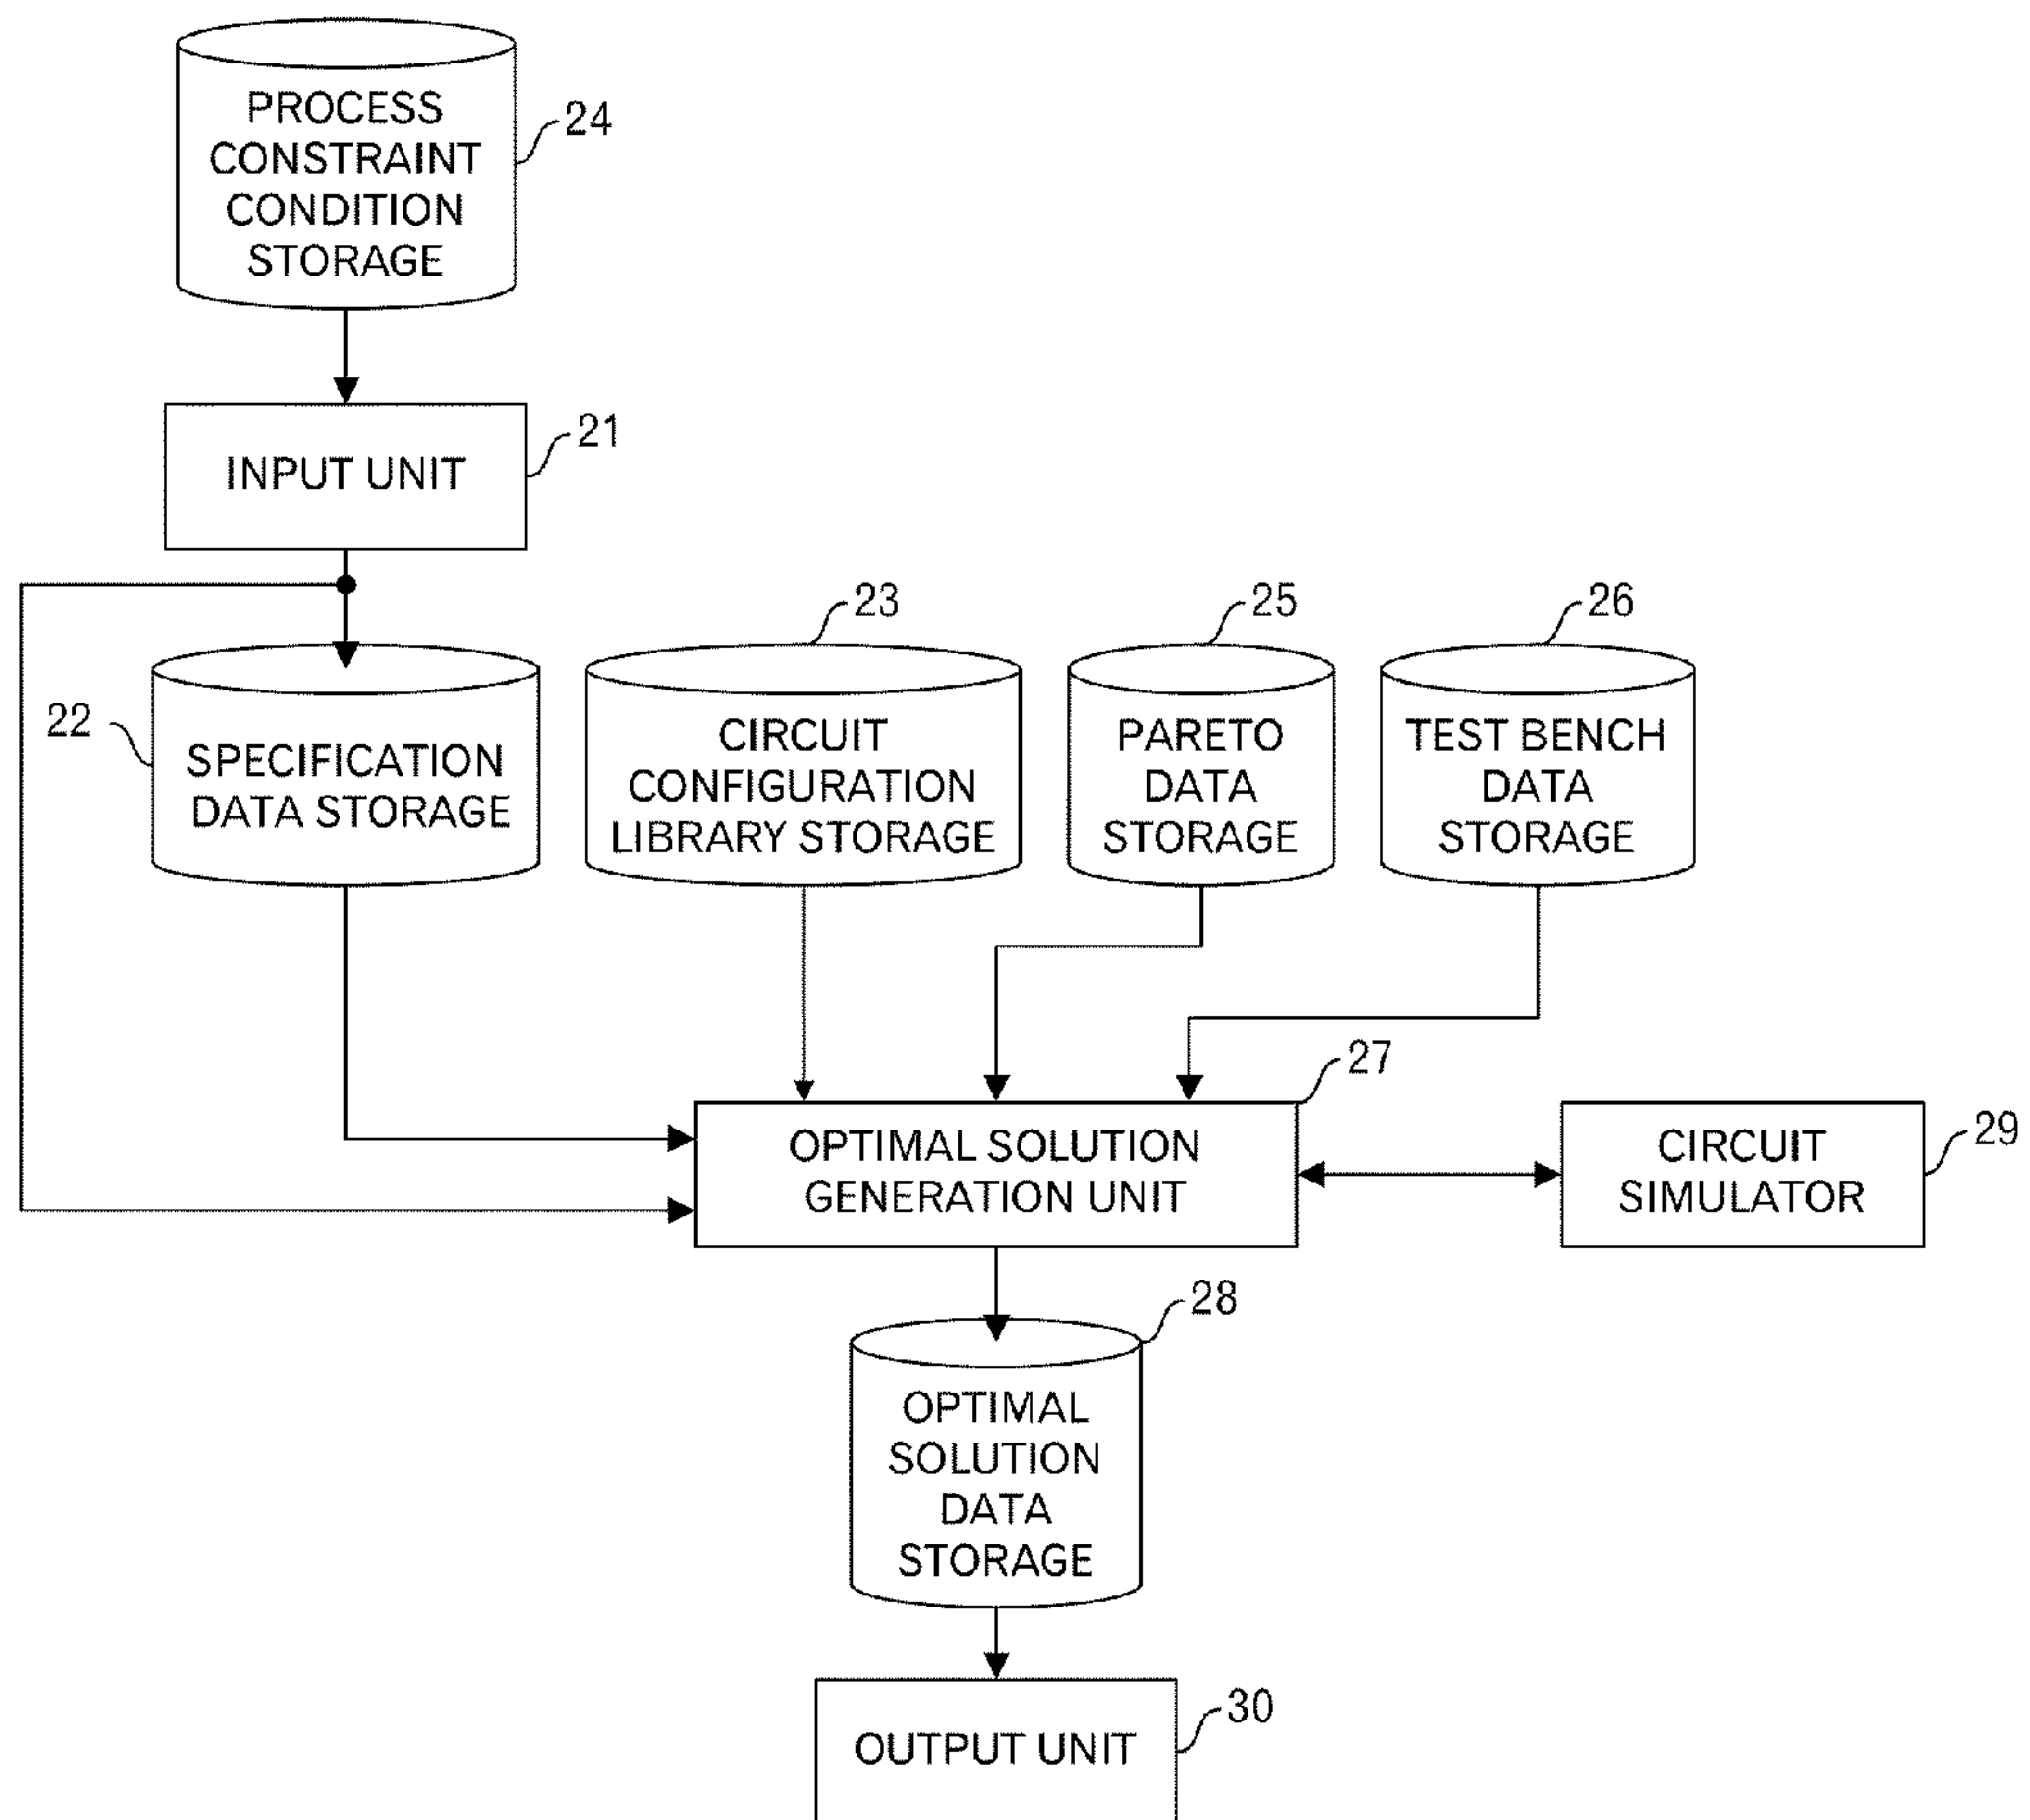 PROCESS
CONSTRAINT
CONDITION
STORAGE
24
INPUT UNIT
21
22
SPECIFICATION
DATA STORAGE
23
CIRCUIT
CONFIGURATION
LIBRARY STORAGE
25
PARETO
DATA
STORAGE
26
TEST BENCH
DATA
STORAGE
27
OPTIMAL SOLUTION
GENERATION UNIT
CIRCUIT
SIMULATOR
29
28
OPTIMAL
SOLUTION
DATA
STORAGE
OUTPUT UNIT
30